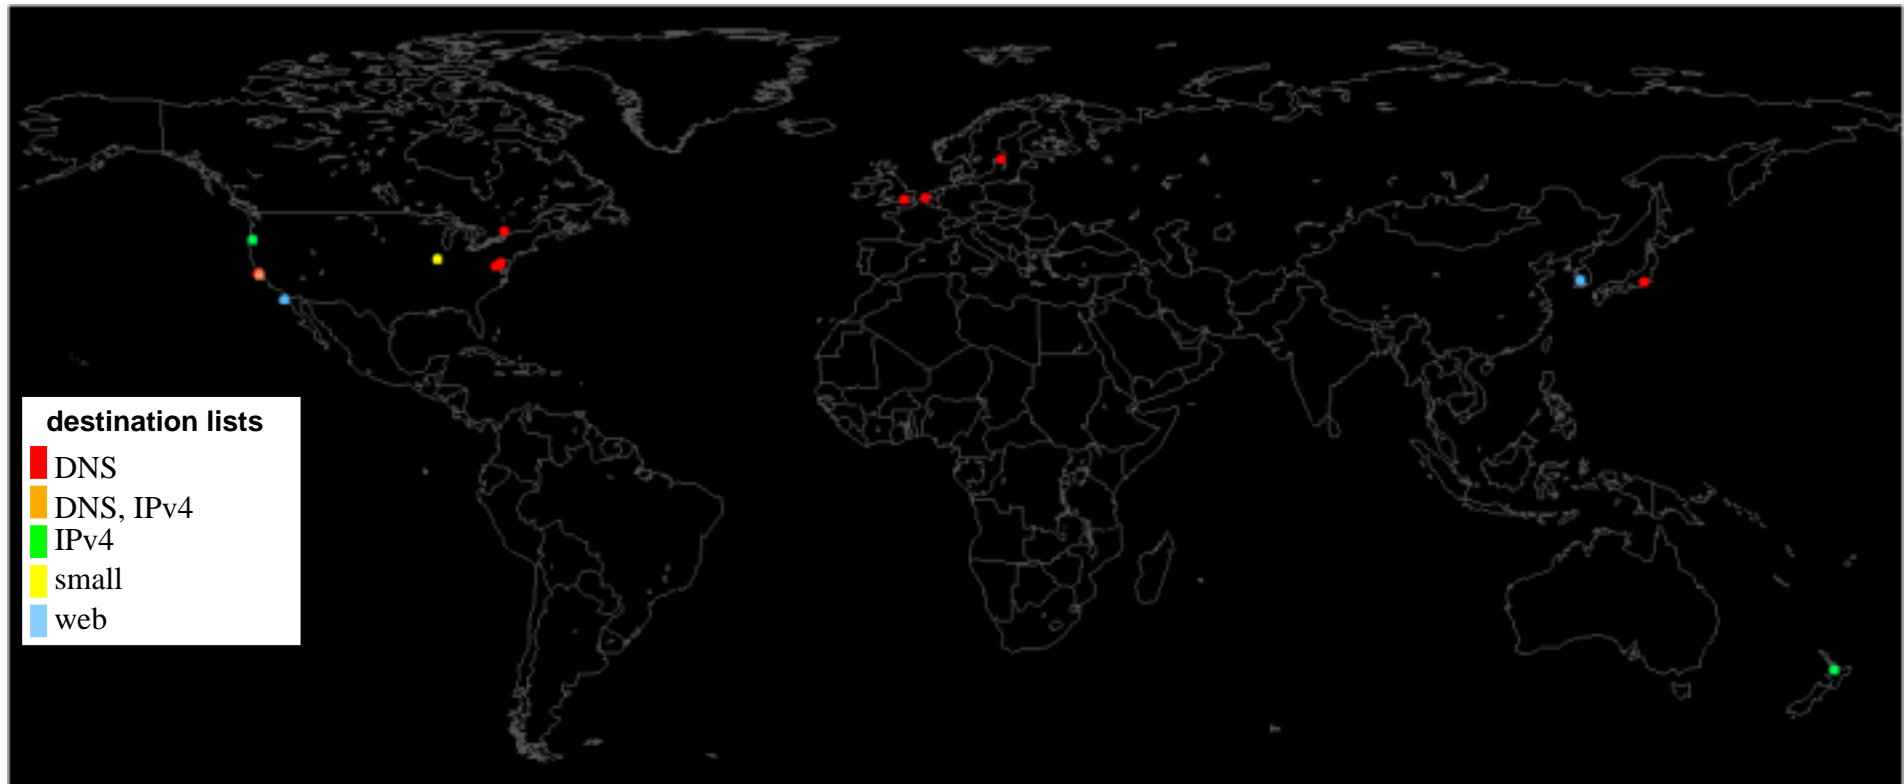 destination lists
DNS
DNS, IPv4
IPv4
small
web